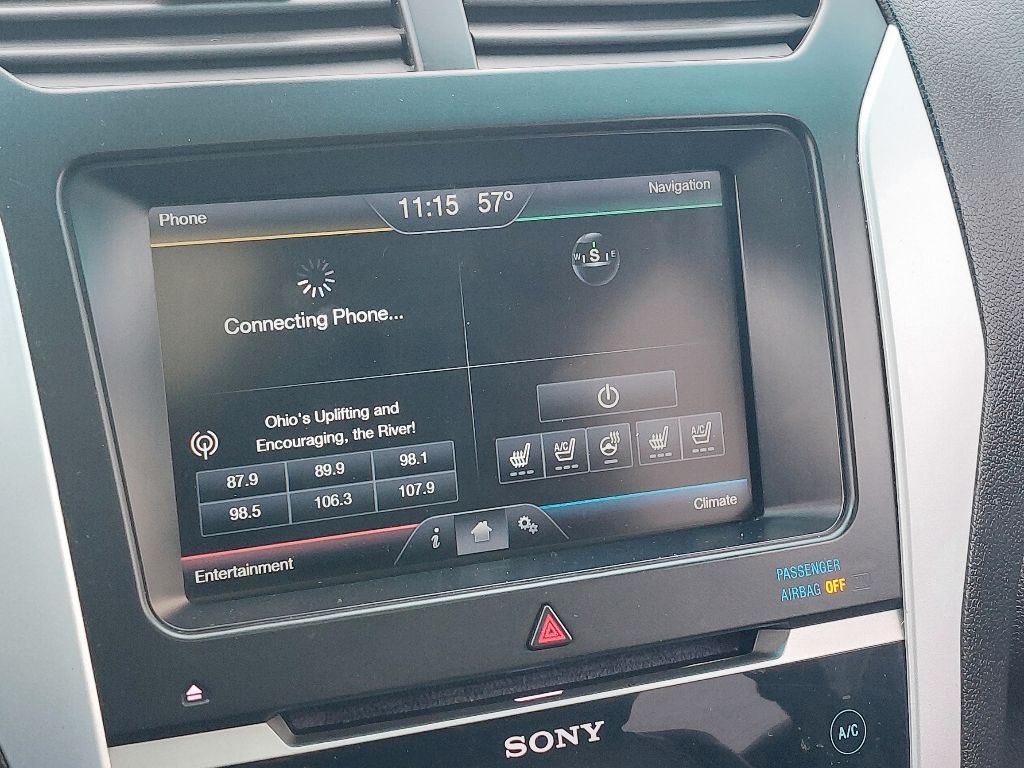 Phone
11:15 57º
Navigation
W S E
Connecting Phone...
Ohio's Uplifting and
Encouraging, the River!
87.9 89.9 98.1
98.5 106.3 107.9
A/C
A/C
i
Entertainment
Climate
PASSENGER
AIRBAG OFF
SONY
A/C